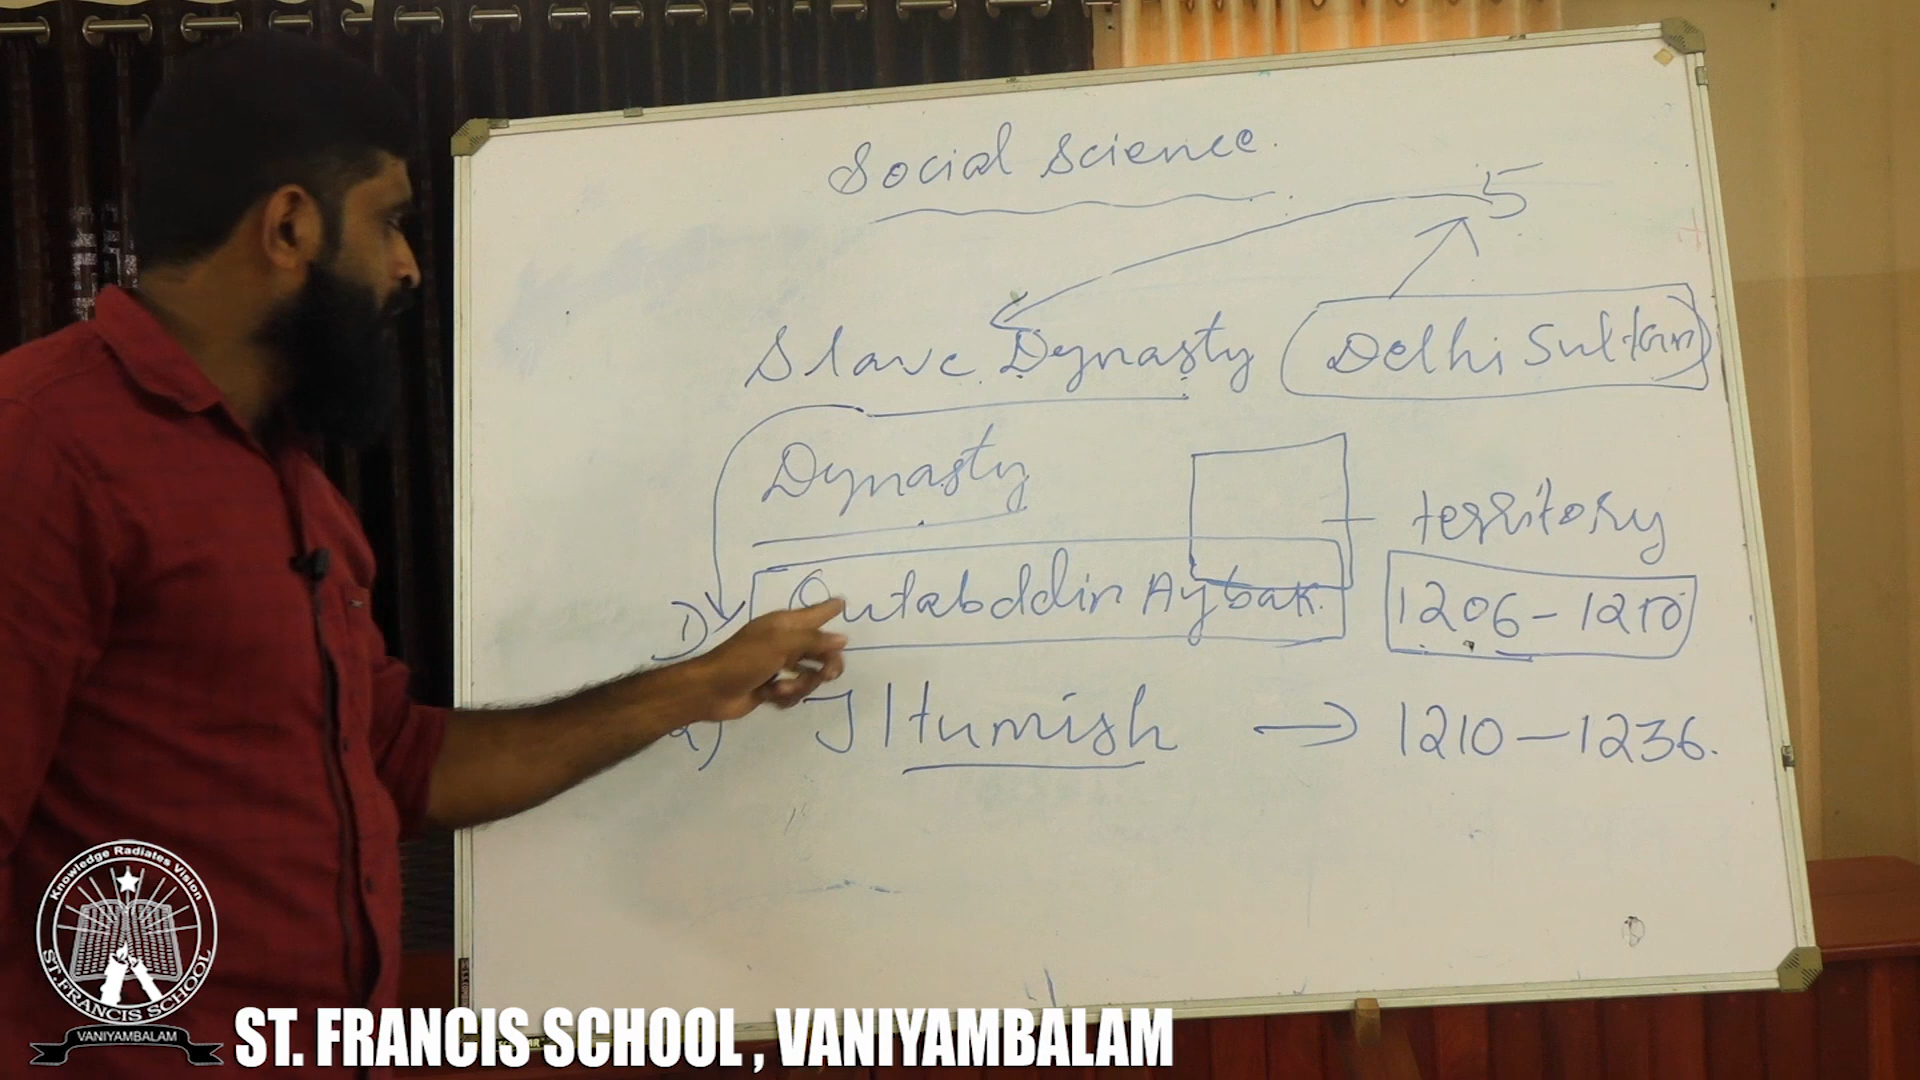 Social Science.
5
Slave Dynasty (Delhi Sultan)
Dynasty
territory
1) Qutabddin Aybak. 1206-1210
2) Iltumish → 1210-1236.
Knowledge Radiates Vision
ST. FRANCIS SCHOOL
VANIYAMBALAM
ST. FRANCIS SCHOOL , VANIYAMBALAM